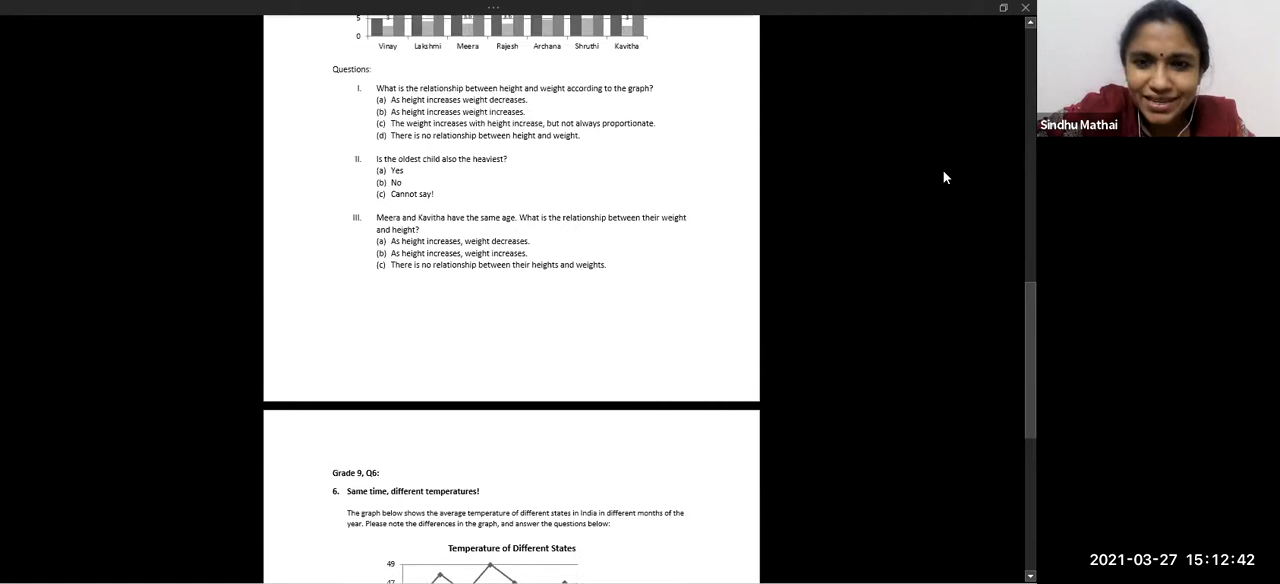 5
3
3
0
Vinay Lakshmi Meera Rajesh Archana Shruthi Kavitha
Questions:
I. What is the relationship between height and weight according to the graph?
(a) As height increases weight decreases.
(b) As height increases weight increases.
(c) The weight increases with height increase, but not always proportionate.
(d) There is no relationship between height and weight.
II. Is the oldest child also the heaviest?
(a) Yes
(b) No
(c) Cannot say!
III. Meera and Kavitha have the same age. What is the relationship between their weight
and height?
(a) As height increases, weight decreases.
(b) As height increases, weight increases.
(c) There is no relationship between their heights and weights.
Grade 9, Q6:
6. Same time, different temperatures!
The graph below shows the average temperature of different states in India in different months of the
year. Please note the differences in the graph, and answer the questions below:
Temperature of Different States
49
47
Sindhu Mathai
2021-03-27 15:12:42